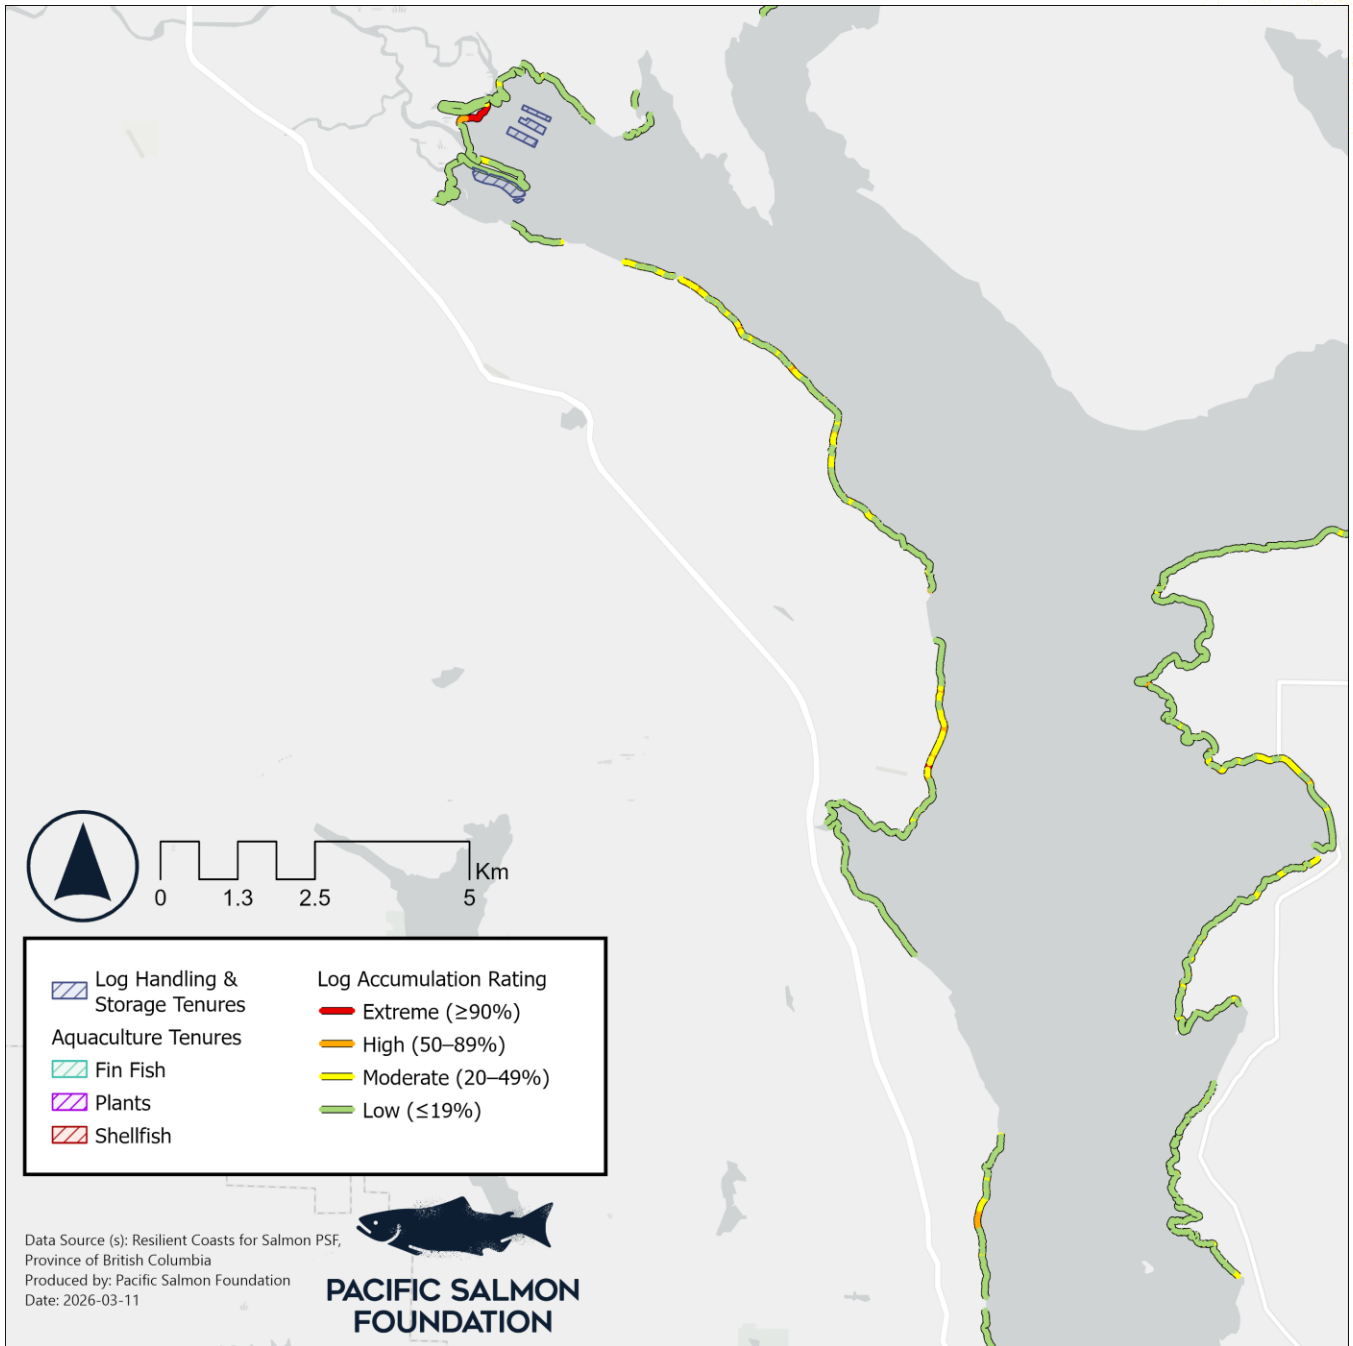 Km
0 1.3 2.5 5
Log Handling &
Storage Tenures
Aquaculture Tenures
Fin Fish
Plants
Shellfish
Log Accumulation Rating
Extreme (≥90%)
High (50–89%)
Moderate (20–49%)
Low (≤19%)
Data Source (s): Resilient Coasts for Salmon PSF,
Province of British Columbia
Produced by: Pacific Salmon Foundation
Date: 2026-03-11
PACIFIC SALMON
FOUNDATION